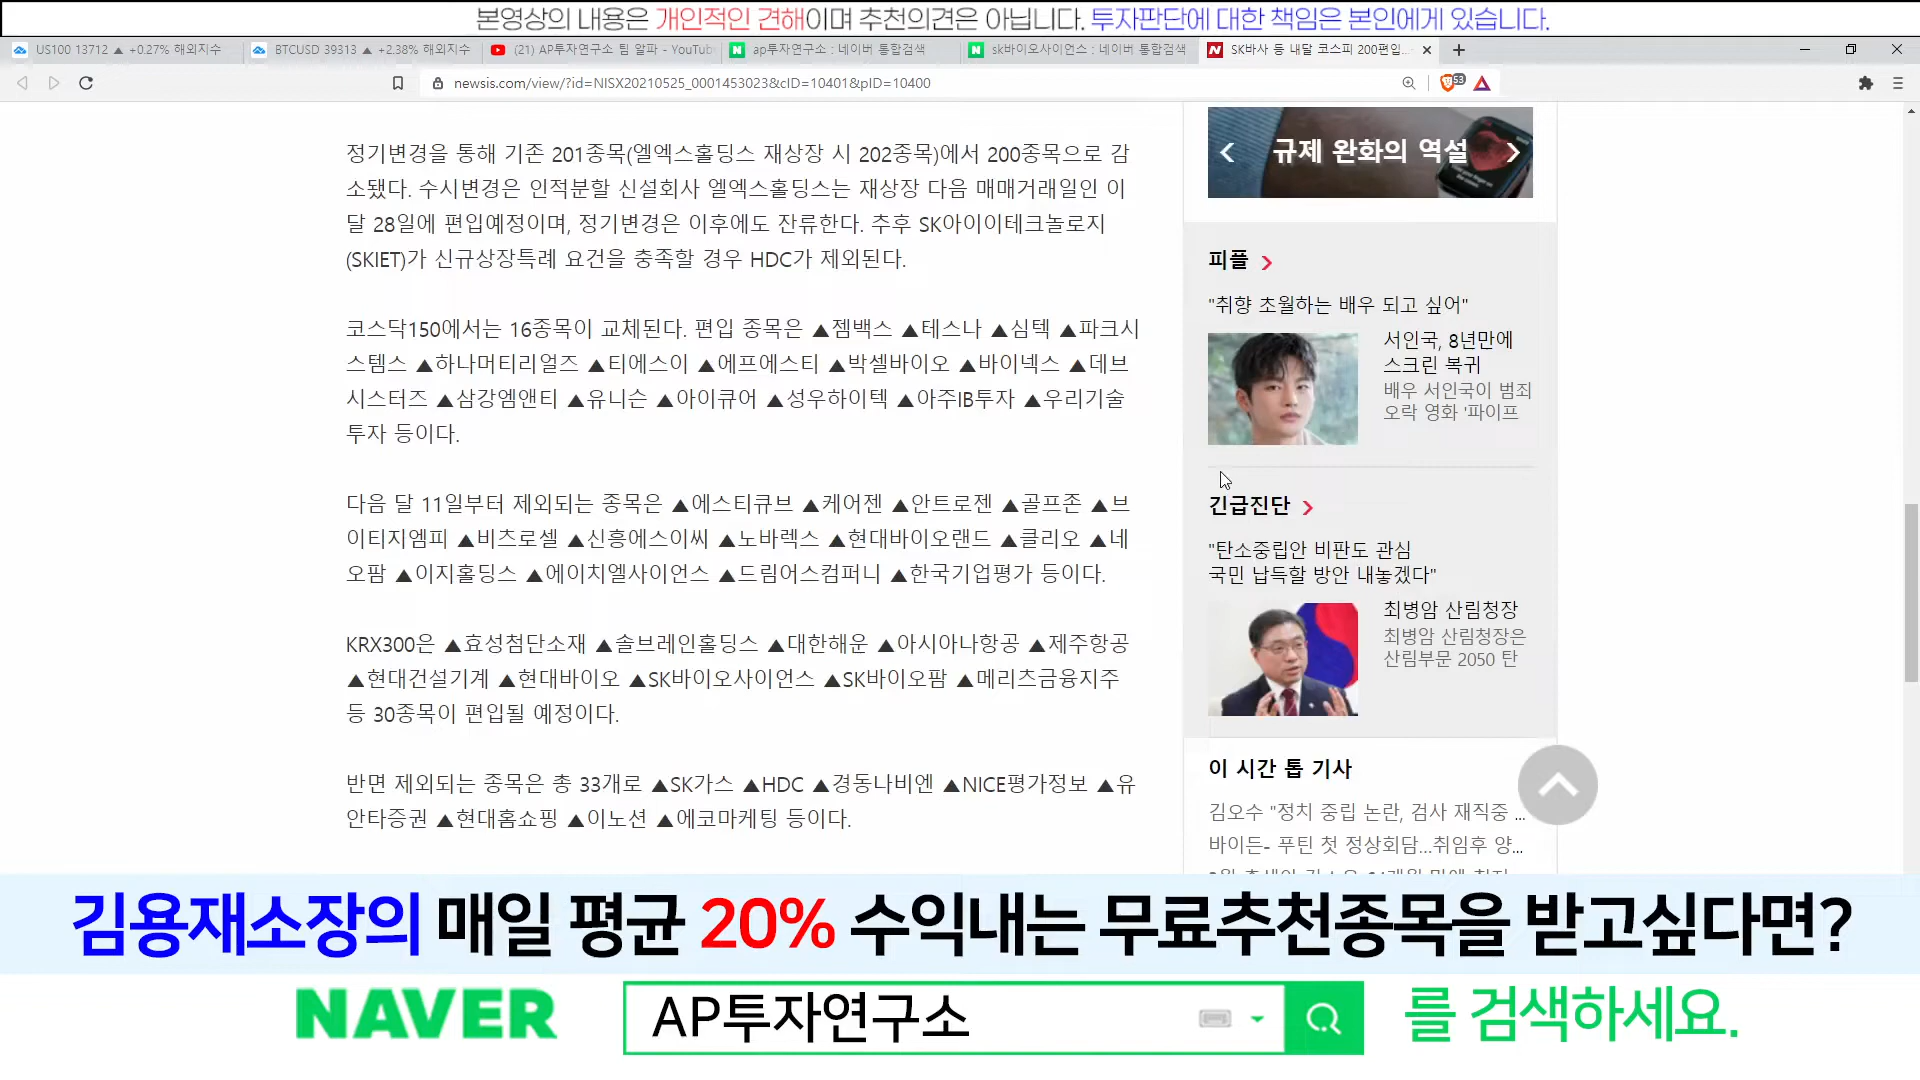 본영상의 내용은 개인적인 견해이며 추천의견은 아닙니다. 투자판단에 대한 책임은 본인에게 있습니다.
US100 13712 ▲ +0.27% 해외지수
BTCUSD 39313 ▲ +2.38% 해외지수
(21) AP투자연구소 팀 알파 - YouTub
ap투자연구소 : 네이버 통합검색
sk바이오사이언스 : 네이버 통합검색
SK바사 등 내달 코스피 200편입...
newsis.com/view/?id=NISX20210525_0001453023&cID=10401&pID=10400
53
정기변경을 통해 기존 201종목(엘엑스홀딩스 재상장 시 202종목)에서 200종목으로 감
소됐다. 수시변경은 인적분할 신설회사 엘엑스홀딩스는 재상장 다음 매매거래일인 이
달 28일에 편입예정이며, 정기변경은 이후에도 잔류한다. 추후 SK아이이테크놀로지
(SKIET)가 신규상장특례 요건을 충족할 경우 HDC가 제외된다.
코스닥150에서는 16종목이 교체된다. 편입 종목은 ▲젬백스 ▲테스나 ▲심텍 ▲파크시
스템스 ▲하나머티리얼즈 ▲티에스이 ▲에프에스티 ▲박셀바이오 ▲바이넥스 ▲데브
시스터즈 ▲삼강엠앤티 ▲유니슨 ▲아이큐어 ▲성우하이텍 ▲아주IB투자 ▲우리기술
투자 등이다.
다음 달 11일부터 제외되는 종목은 ▲에스티큐브 ▲케어젠 ▲안트로젠 ▲골프존 ▲브
이티지엠피 ▲비츠로셀 ▲신흥에스이씨 ▲노바렉스 ▲현대바이오랜드 ▲클리오 ▲네
오팜 ▲이지홀딩스 ▲에이치엘사이언스 ▲드림어스컴퍼니 ▲한국기업평가 등이다.
KRX300은 ▲효성첨단소재 ▲솔브레인홀딩스 ▲대한해운 ▲아시아나항공 ▲제주항공
▲현대건설기계 ▲현대바이오 ▲SK바이오사이언스 ▲SK바이오팜 ▲메리츠금융지주
등 30종목이 편입될 예정이다.
반면 제외되는 종목은 총 33개로 ▲SK가스 ▲HDC ▲경동나비엔 ▲NICE평가정보 ▲유
안타증권 ▲현대홈쇼핑 ▲이노션 ▲에코마케팅 등이다.
규제 완화의 역설
피플
"취향 초월하는 배우 되고 싶어"
서인국, 8년만에
스크린 복귀
배우 서인국이 범죄
오락 영화 '파이프
긴급진단
"탄소중립안 비판도 관심
국민 납득할 방안 내놓겠다"
최병암 산림청장
최병암 산림청장은
산림부문 2050 탄
이 시간 톱 기사
김오수 "정치 중립 논란, 검사 재직중 ...
바이든- 푸틴 첫 정상회담...취임후 양...
김용재소장의 매일 평균 20% 수익내는 무료추천종목을 받고싶다면?
NAVER AP투자연구소 를 검색하세요.